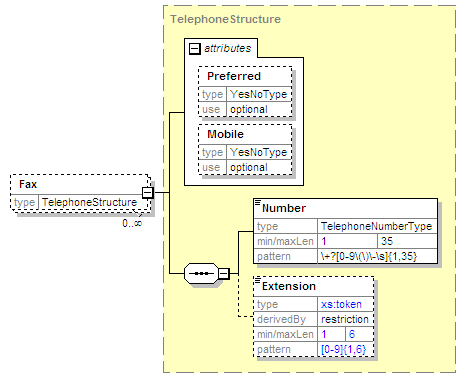 TelephoneStructure
attributes
Preferred
type YesNoType
use optional
Mobile
type YesNoType
use optional
Fax
type TelephoneStructure
0..∞
Number
type TelephoneNumberType
min/maxLen 1 35
pattern \+?[0-9\(\)\-\s]{1,35}
Extension
type xs:token
derivedBy restriction
min/maxLen 1 6
pattern [0-9]{1,6}